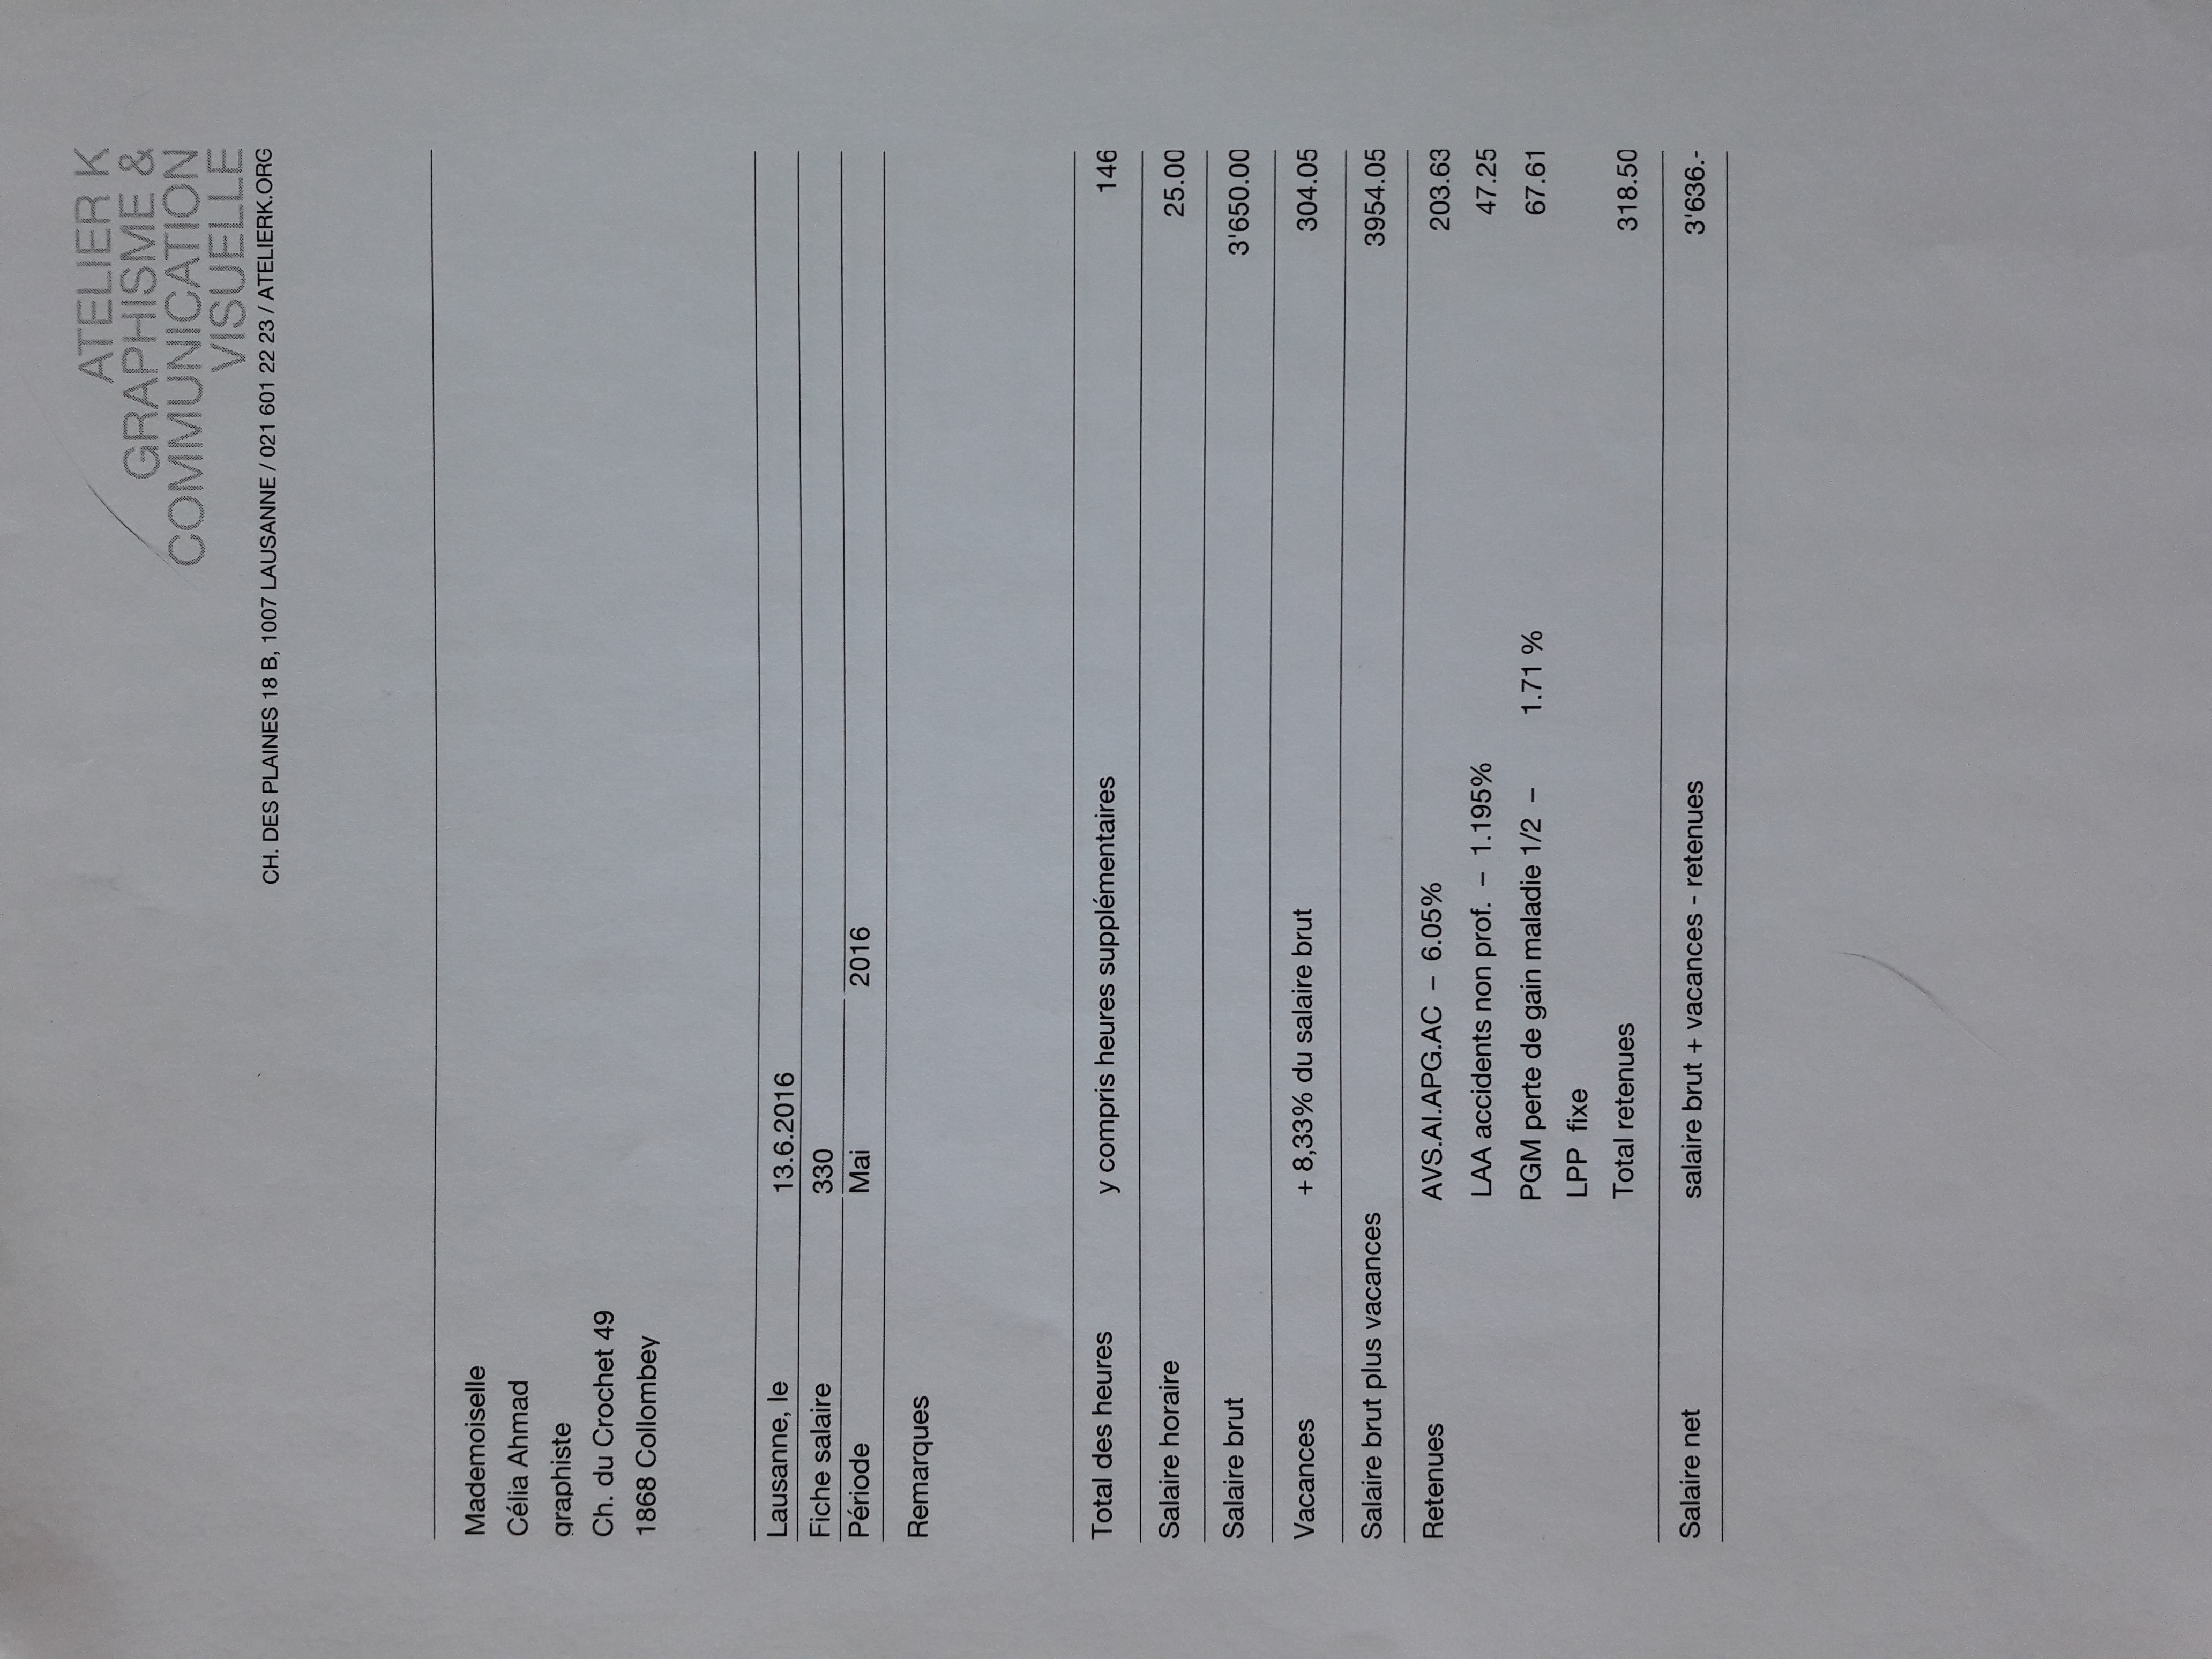 ATELIER K
GRAPHISME &
COMMUNICATION
VISUELLE
CH. DES PLAINES 18 B, 1007 LAUSANNE / 021 601 22 23 / ATELIERK.ORG
Mademoiselle
Célia Ahmad
graphiste
Ch. du Crochet 49
1868 Collombey
Lausanne, le 13.6.2016
Fiche salaire 330
Période Mai 2016
Remarques
Total des heures y compris heures supplémentaires 146
Salaire horaire 25.00
Salaire brut 3'650.00
Vacances + 8,33% du salaire brut 304.05
Salaire brut plus vacances 3954.05
Retenues AVS.AI.APG.AC – 6.05% 203.63
LAA accidents non prof. – 1.195% 47.25
PGM perte de gain maladie 1/2 – 1.71 % 67.61
LPP fixe
Total retenues 318.50
Salaire net salaire brut + vacances - retenues 3'636.-